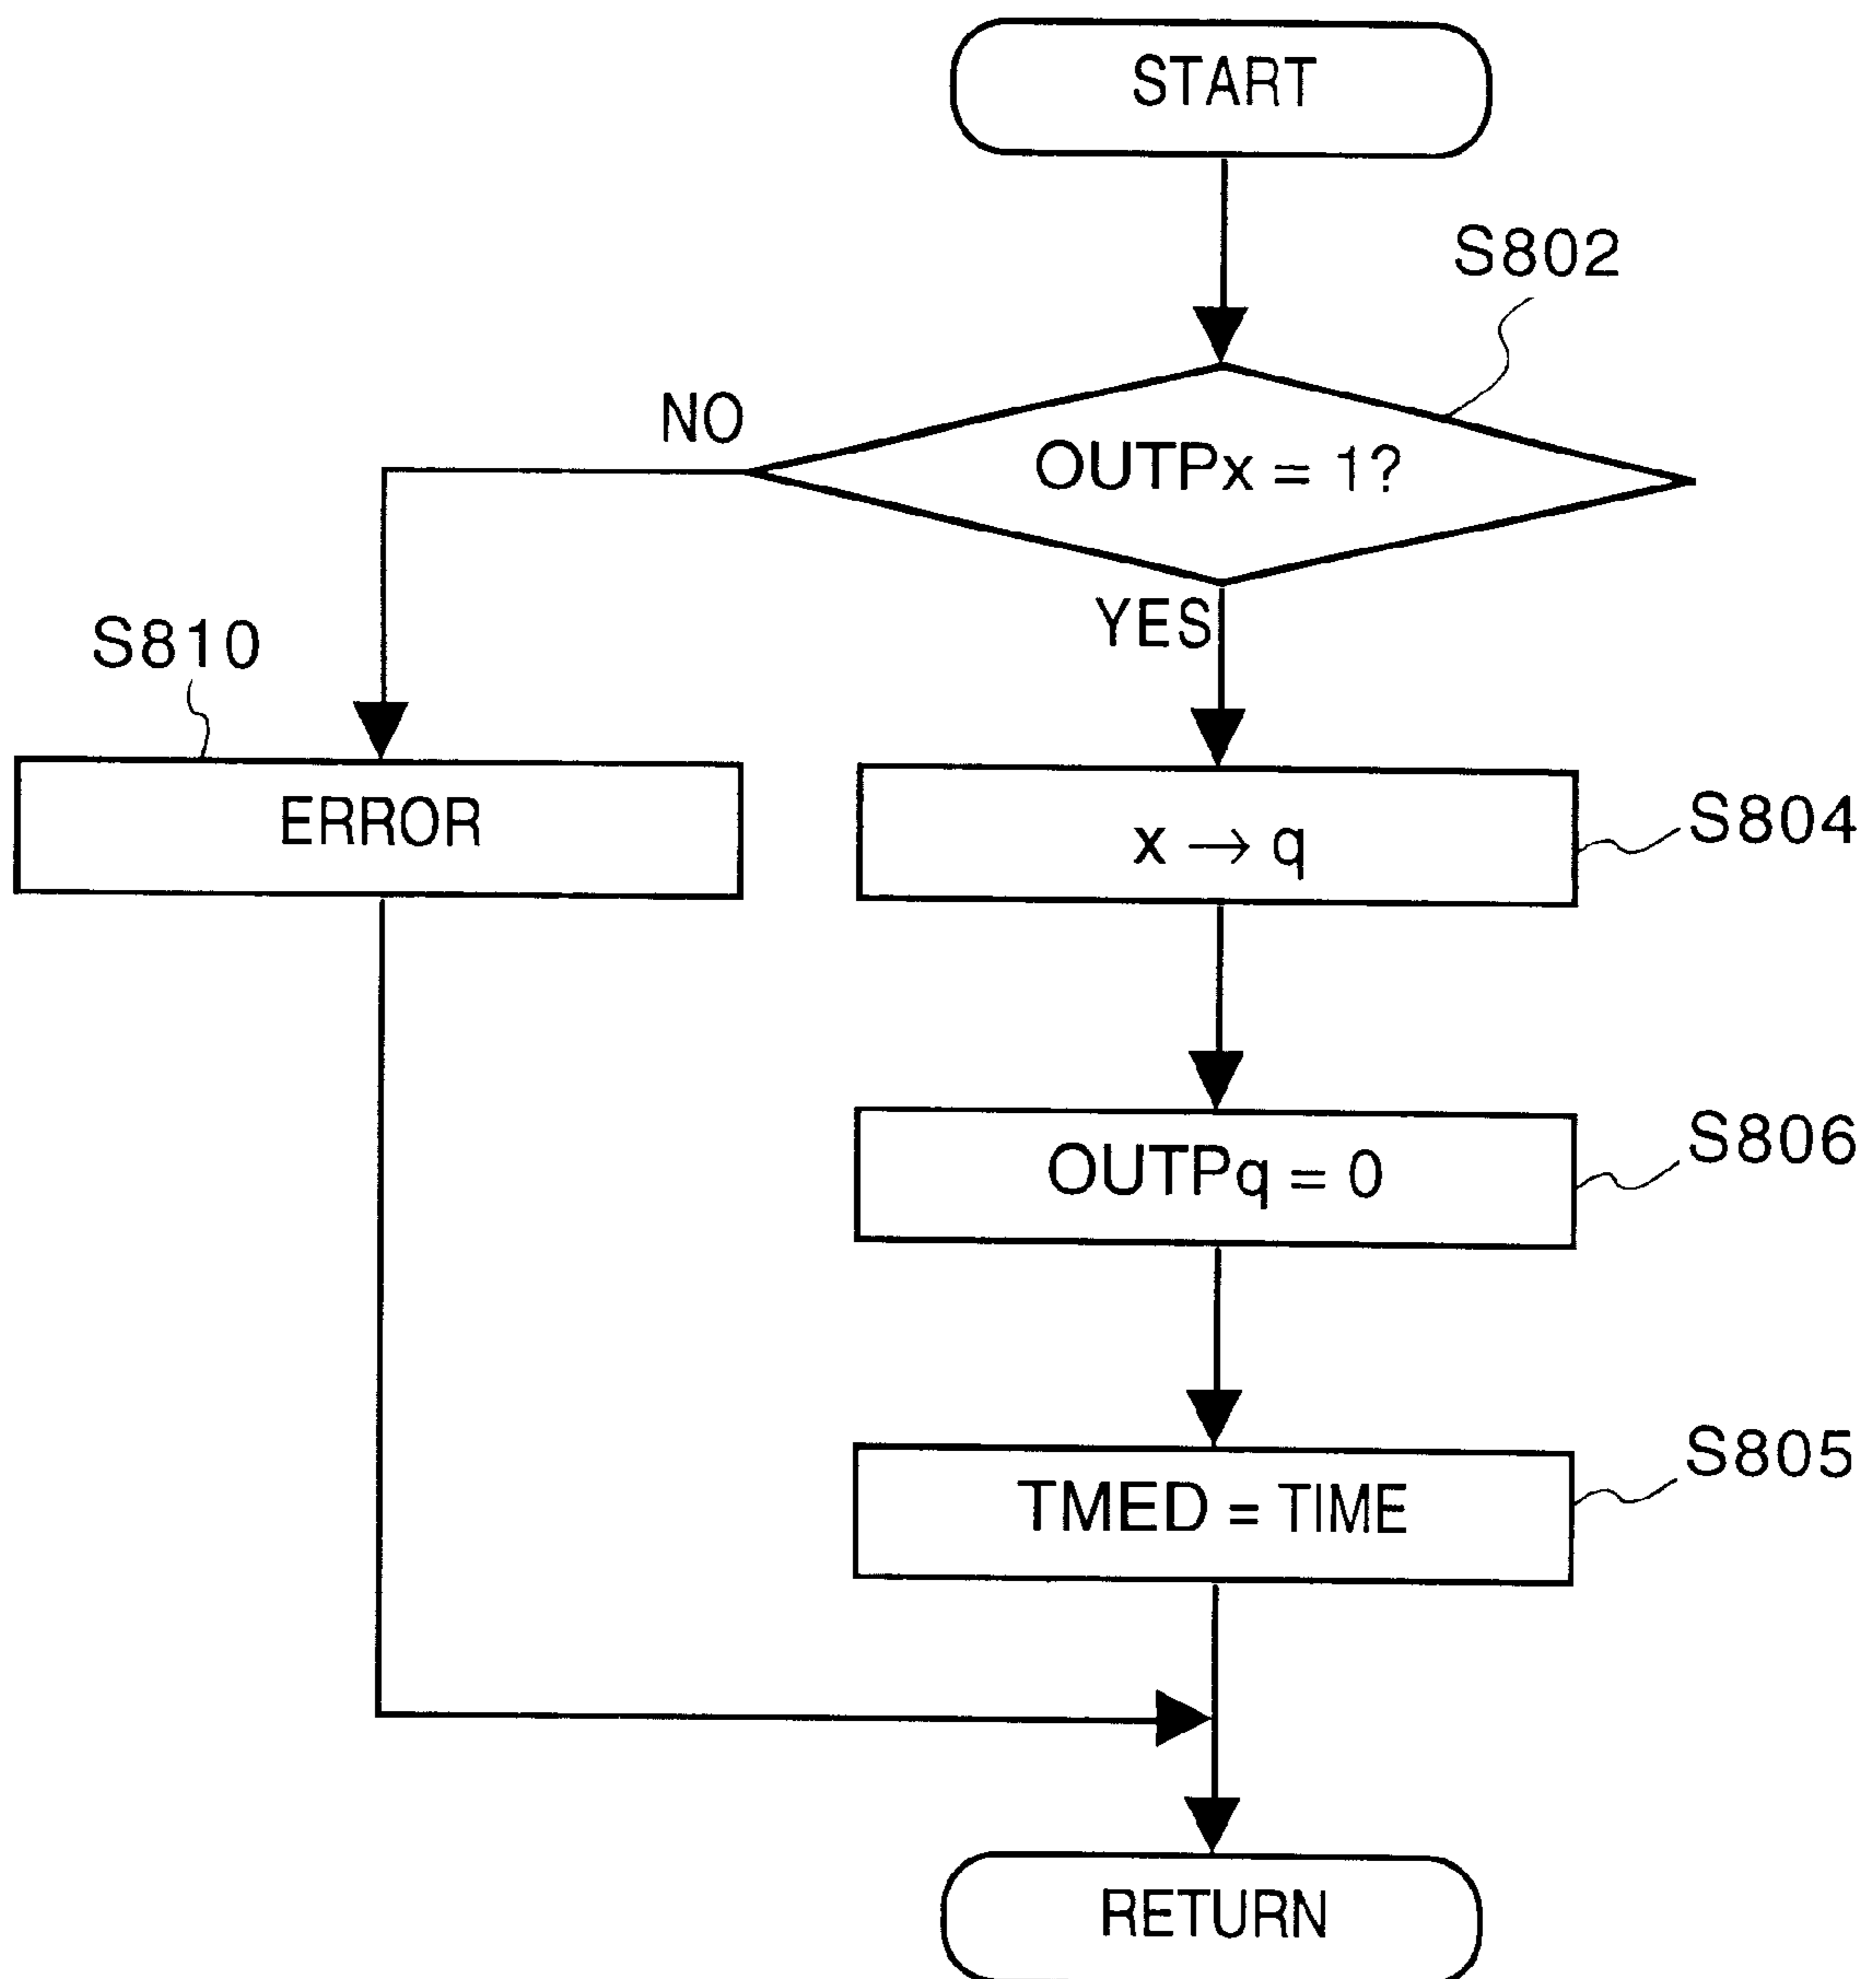 START
S802
NO
OUTPx = 1?
YES
S810
ERROR
x → q
S804
OUTPq = 0
S806
TMED = TIME
S805
RETURN